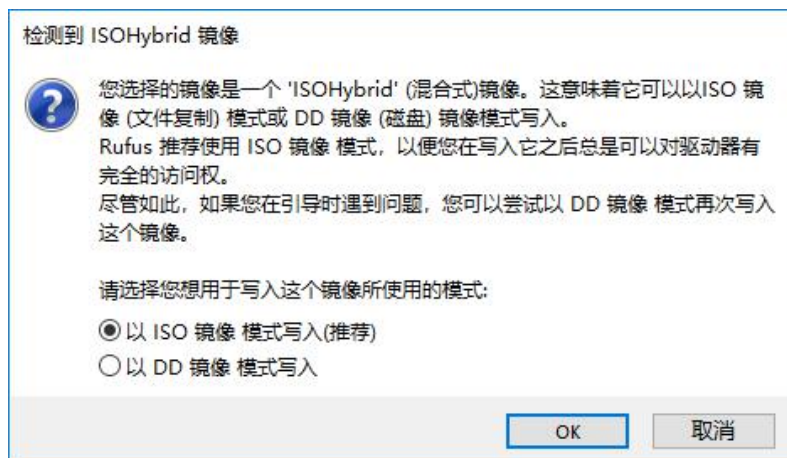 检测到 ISOHybrid 镜像
您选择的镜像是一个 'ISOHybrid' (混合式)镜像。这意味着它可以以ISO 镜
像 (文件复制) 模式或 DD 镜像 (磁盘) 镜像模式写入。
Rufus 推荐使用 ISO 镜像 模式，以便您在写入它之后总是可以对驱动器有
完全的访问权。
尽管如此，如果您在引导时遇到问题，您可以尝试以 DD 镜像 模式再次写入
这个镜像。
请选择您想用于写入这个镜像所使用的模式:
以 ISO 镜像 模式写入(推荐)
以 DD 镜像 模式写入
OK
取消